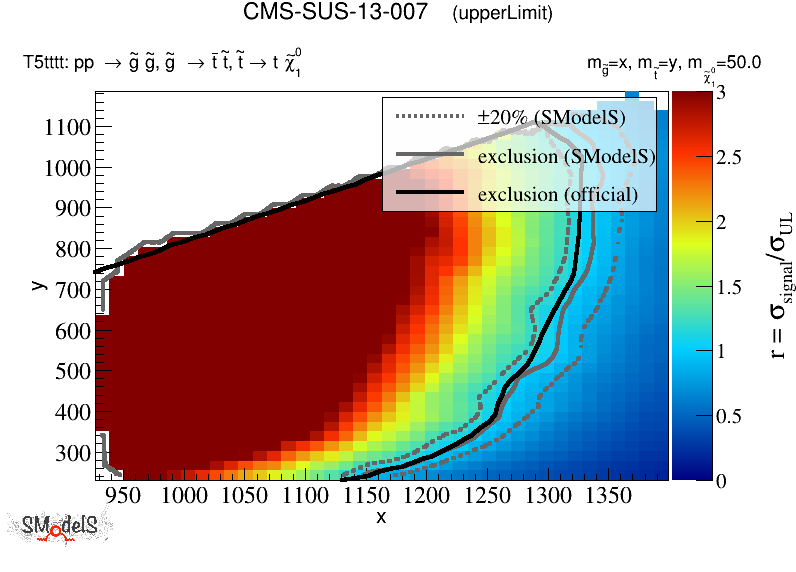 CMS-SUS-13-007 (upperLimit)
T5tttt: pp → g̃ g̃, g̃ → t̄ t̃, t̃ → t χ̃₁⁰
m_g̃=x, m_t̃=y, m_χ̃₁⁰=50.0
±20% (SModelS)
exclusion (SModelS)
exclusion (official)
1100
1000
900
800
700
600
500
400
300
y
950 1000 1050 1100 1150 1200 1250 1300 1350
x
3
2.5
2
1.5
1
0.5
0
r = σ_signal/σ_UL
SModelS